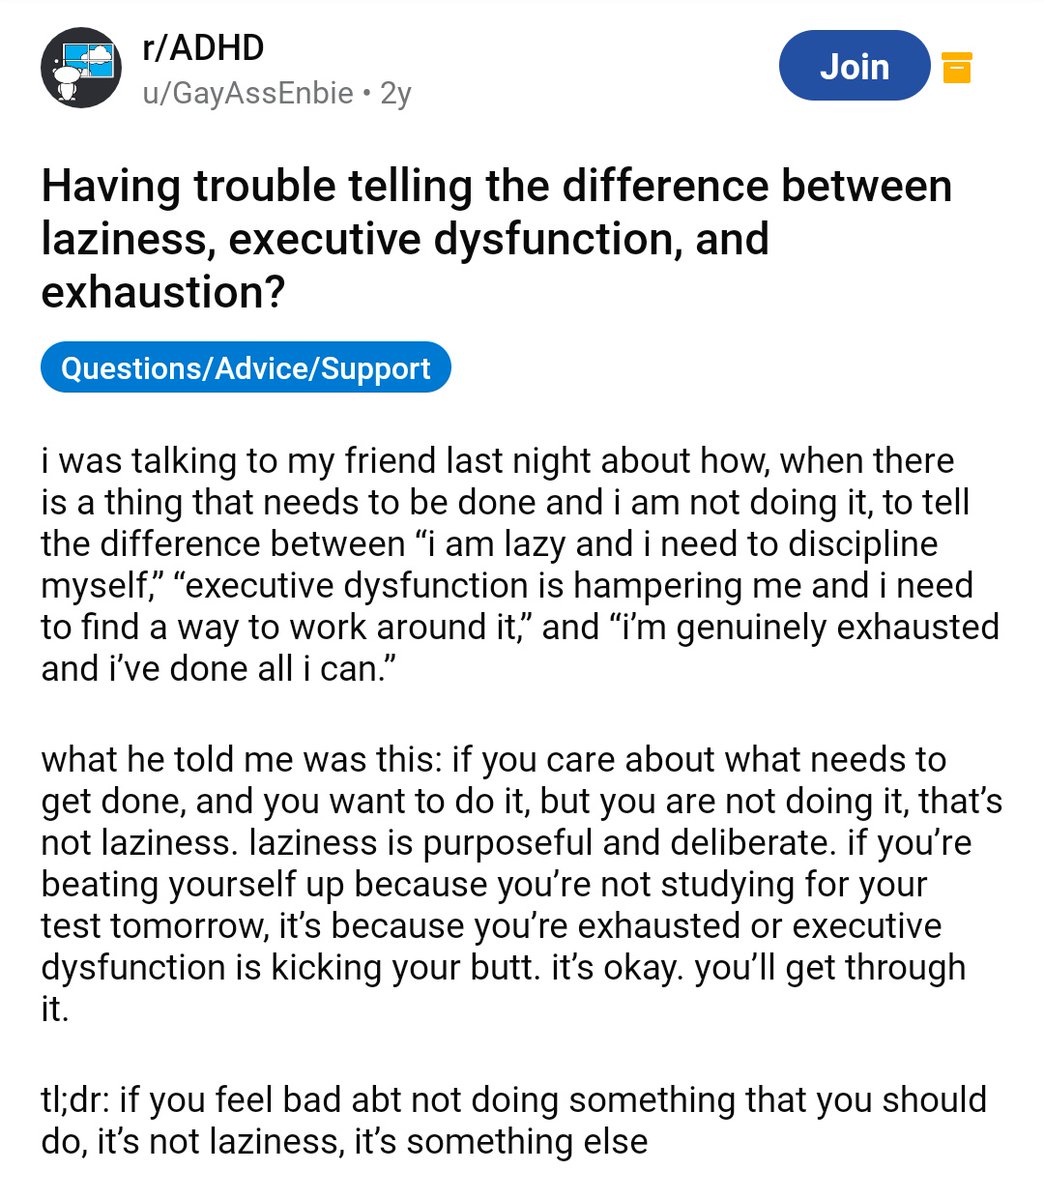 r/ADHD
u/GayAssEnbie • 2y
Join
Having trouble telling the difference between
laziness, executive dysfunction, and
exhaustion?
Questions/Advice/Support
i was talking to my friend last night about how, when there
is a thing that needs to be done and i am not doing it, to tell
the difference between “i am lazy and i need to discipline
myself,” “executive dysfunction is hampering me and i need
to find a way to work around it,” and “i’m genuinely exhausted
and i’ve done all i can.”
what he told me was this: if you care about what needs to
get done, and you want to do it, but you are not doing it, that’s
not laziness. laziness is purposeful and deliberate. if you’re
beating yourself up because you’re not studying for your
test tomorrow, it’s because you’re exhausted or executive
dysfunction is kicking your butt. it’s okay. you’ll get through
it.
tl;dr: if you feel bad abt not doing something that you should
do, it’s not laziness, it’s something else